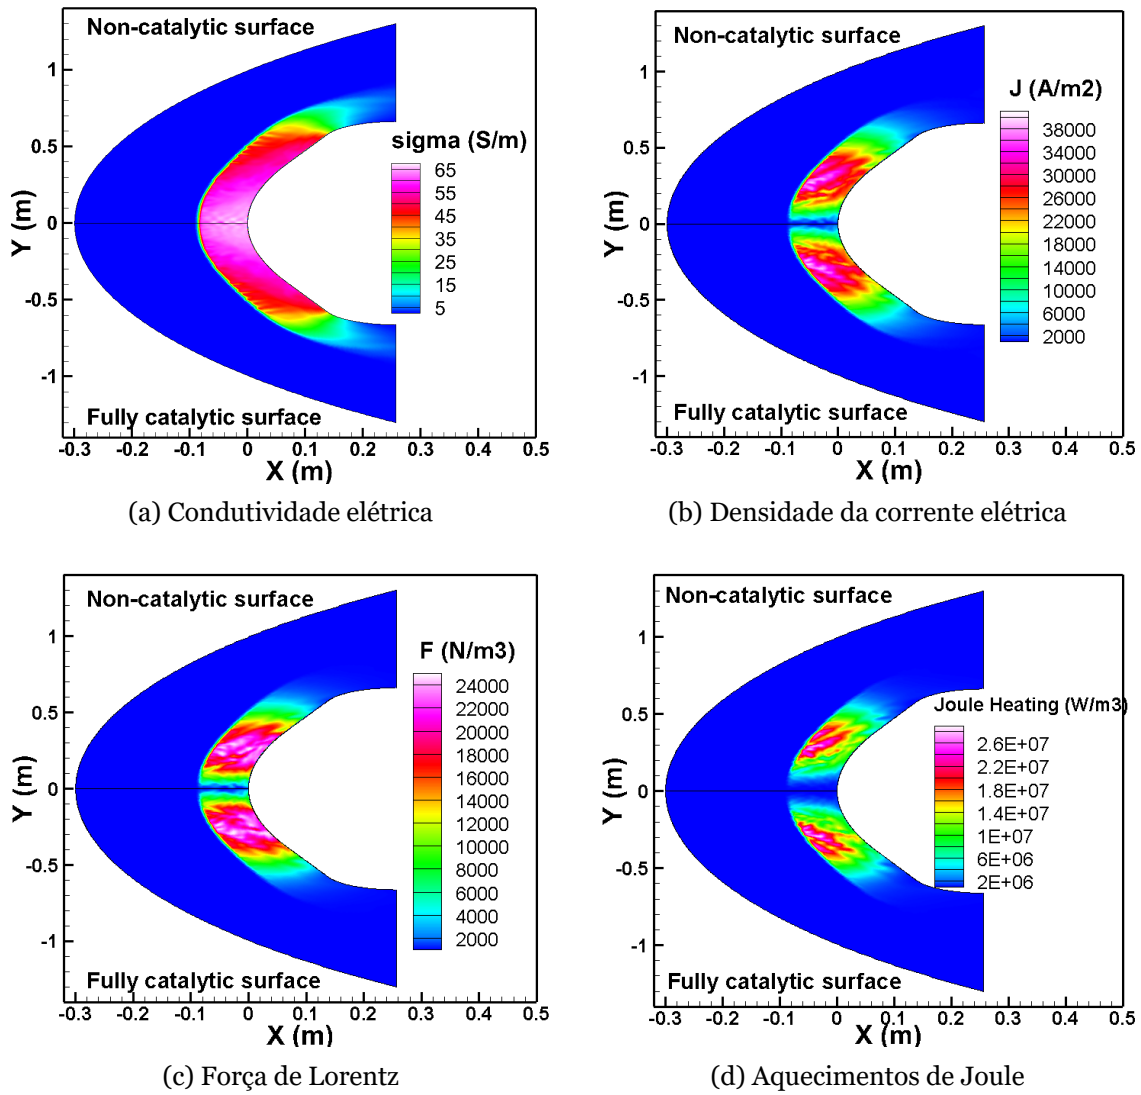 Non-catalytic surface
sigma (S/m)
65
55
45
35
25
15
5
1
0.5
0
-0.5
-1
Y (m)
Fully catalytic surface
-0.3 -0.2 -0.1 0 0.1 0.2 0.3 0.4 0.5
X (m)
(a) Condutividade elétrica
Non-catalytic surface
J (A/m2)
38000
34000
30000
26000
22000
18000
14000
10000
6000
2000
1
0.5
0
-0.5
-1
Y (m)
Fully catalytic surface
-0.3 -0.2 -0.1 0 0.1 0.2 0.3 0.4 0.5
X (m)
(b) Densidade da corrente elétrica
Non-catalytic surface
F (N/m3)
24000
22000
20000
18000
16000
14000
12000
10000
8000
6000
4000
2000
1
0.5
0
-0.5
-1
Y (m)
Fully catalytic surface
-0.3 -0.2 -0.1 0 0.1 0.2 0.3 0.4 0.5
X (m)
(c) Força de Lorentz
Non-catalytic surface
Joule Heating (W/m3)
2.6E+07
2.2E+07
1.8E+07
1.4E+07
1E+07
6E+06
2E+06
1
0.5
0
-0.5
-1
Y (m)
Fully catalytic surface
-0.3 -0.2 -0.1 0 0.1 0.2 0.3 0.4 0.5
X (m)
(d) Aquecimentos de Joule